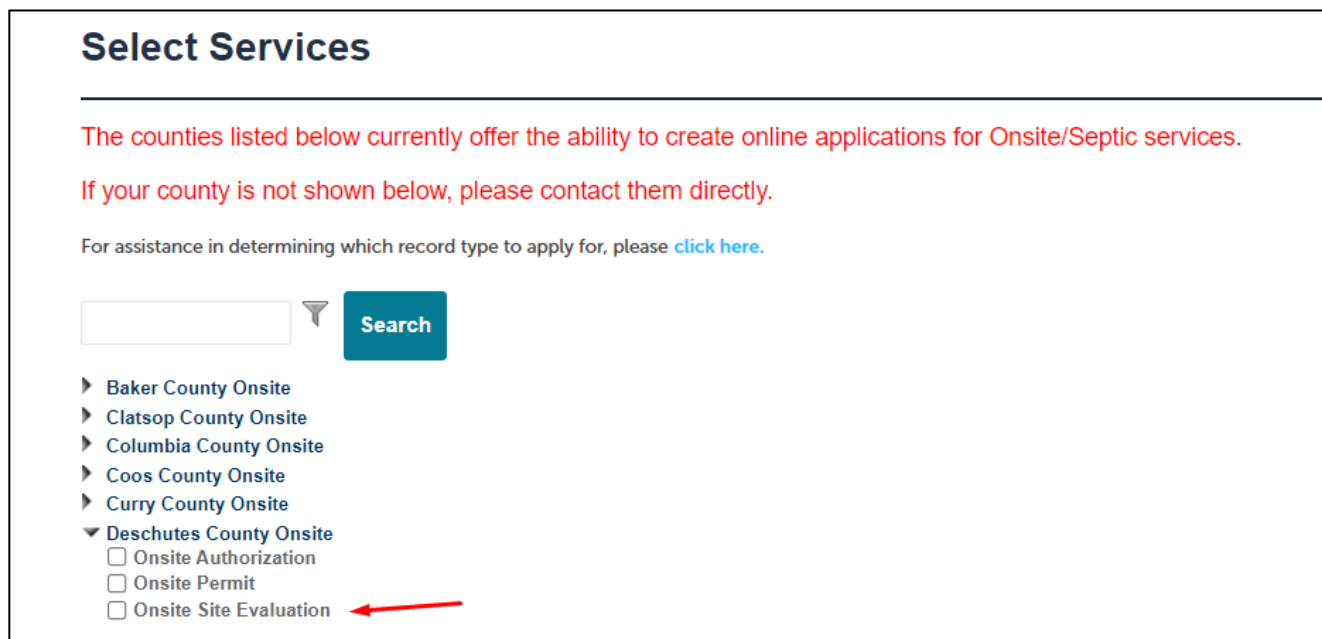 Select Services
The counties listed below currently offer the ability to create online applications for Onsite/Septic services.
If your county is not shown below, please contact them directly.
For assistance in determining which record type to apply for, please click here.
Search
Baker County Onsite
Clatsop County Onsite
Columbia County Onsite
Coos County Onsite
Curry County Onsite
Deschutes County Onsite
Onsite Authorization
Onsite Permit
Onsite Site Evaluation